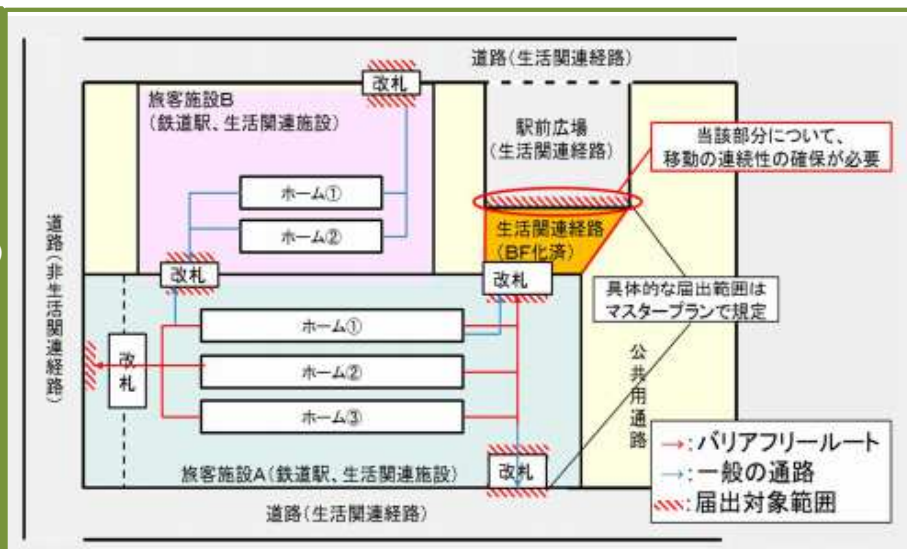 道路(生活関連経路)
改札
旅客施設B
(鉄道駅、生活関連施設)
駅前広場
(生活関連経路)
当該部分について、
移動の連続性の確保が必要
ホーム①
ホーム②
生活関連経路
(BF化済)
道路(非生活関連経路)
改札
改札
具体的な届出範囲は
マスタープランで規定
ホーム①
改札
ホーム②
ホーム③
公共用通路
旅客施設A(鉄道駅、生活関連施設)
改札
道路(生活関連経路)
→:バリアフリールート
→:一般の通路
:届出対象範囲